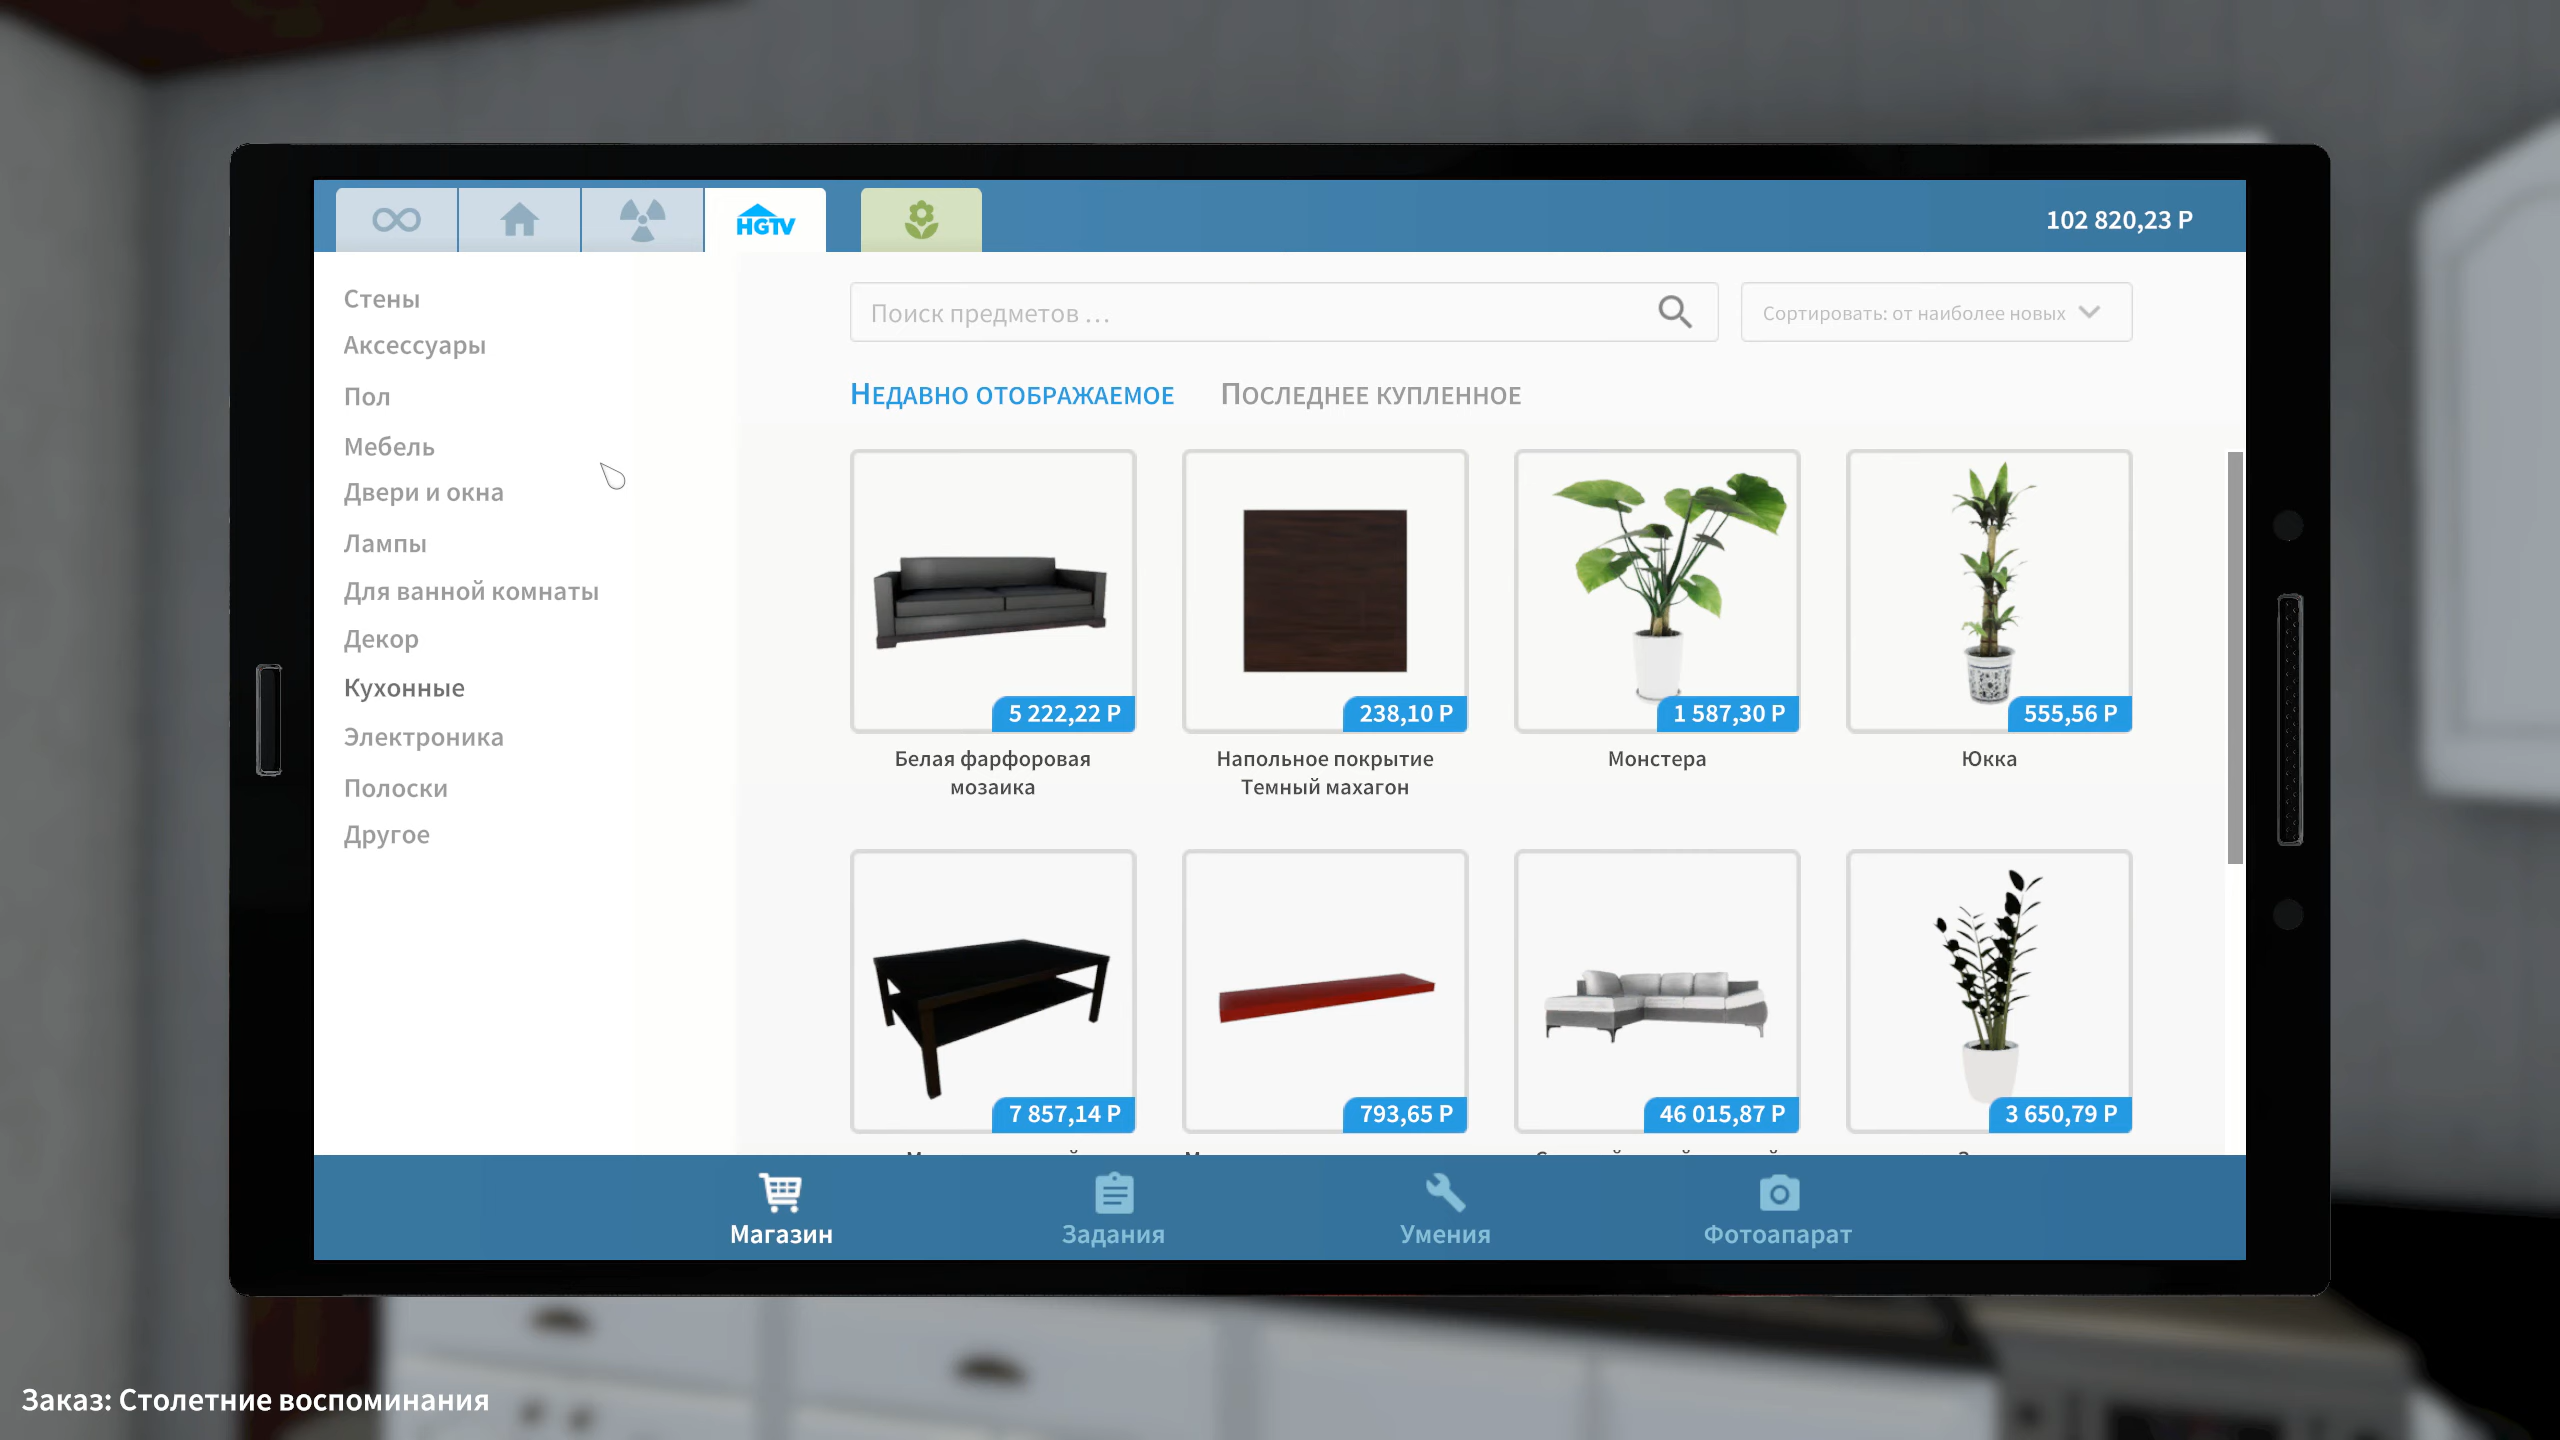 HGTV
102 820,23 Р
Стены
Аксессуары
Пол
Мебель
Двери и окна
Лампы
Для ванной комнаты
Декор
Кухонные
Электроника
Полоски
Другое
Поиск предметов ...
Сортировать: от наиболее новых
Недавно отображаемое
Последнее купленное
5 222,22 Р
238,10 Р
1 587,30 Р
555,56 Р
Белая фарфоровая
мозаика
Напольное покрытие
Темный махагон
Монстера
Юкка
7 857,14 Р
793,65 Р
46 015,87 Р
3 650,79 Р
Магазин
Задания
Умения
Фотоапарат
Заказ: Столетние воспоминания